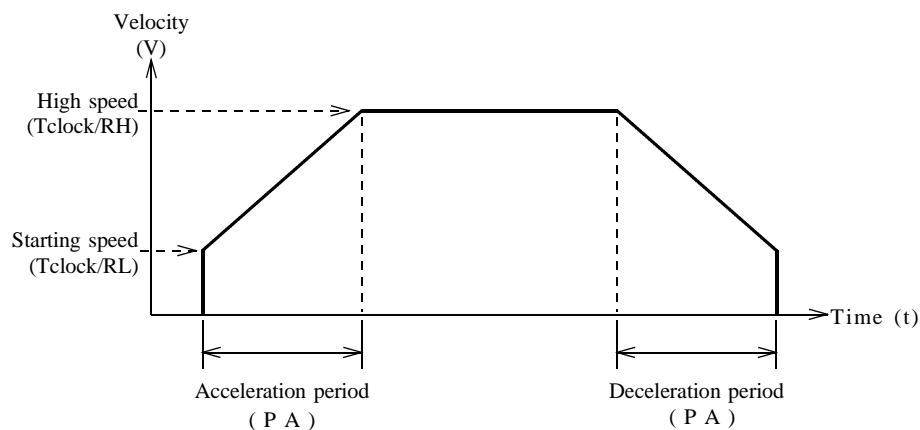 Velocity
(V)
High speed
(Tclock/RH)
Starting speed
(Tclock/RL)
Time (t)
Acceleration period
( P A )
Deceleration period
( P A )